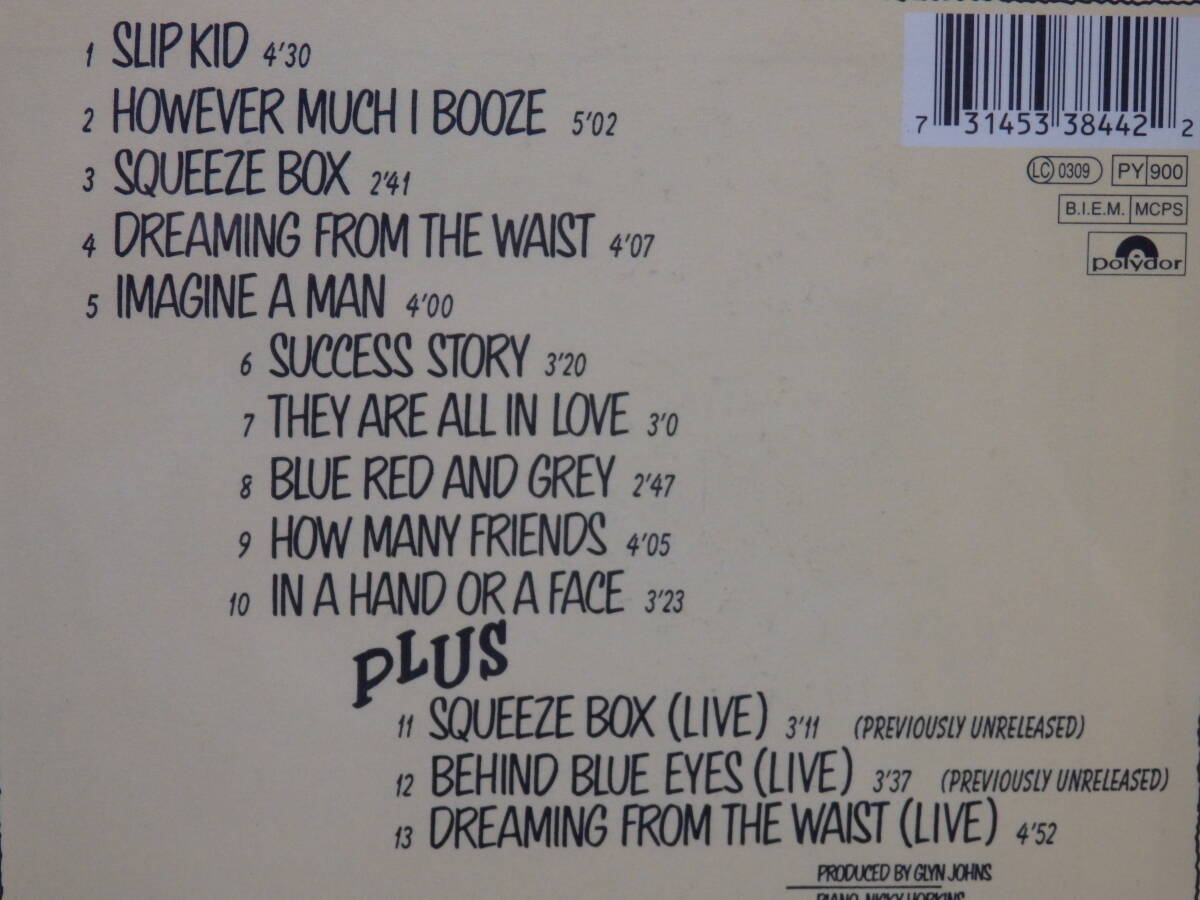 1 SLIP KID 4'30
2 HOWEVER MUCH I BOOZE 5'02
3 SQUEEZE BOX 2'41
4 DREAMING FROM THE WAIST 4'07
5 IMAGINE A MAN 4'00
6 SUCCESS STORY 3'20
7 THEY ARE ALL IN LOVE 3'0
8 BLUE RED AND GREY 2'47
9 HOW MANY FRIENDS 4'05
10 IN A HAND OR A FACE 3'23
PLUS
11 SQUEEZE BOX (LIVE) 3'11 (PREVIOUSLY UNRELEASED)
12 BEHIND BLUE EYES (LIVE) 3'37 (PREVIOUSLY UNRELEASED)
13 DREAMING FROM THE WAIST (LIVE) 4'52
PRODUCED BY GLYN JOHNS
PIANO: NICKY HOPKINS
7 31453 38442 2
LC 0309 PY 900
B.I.E.M. MCPS
polydor